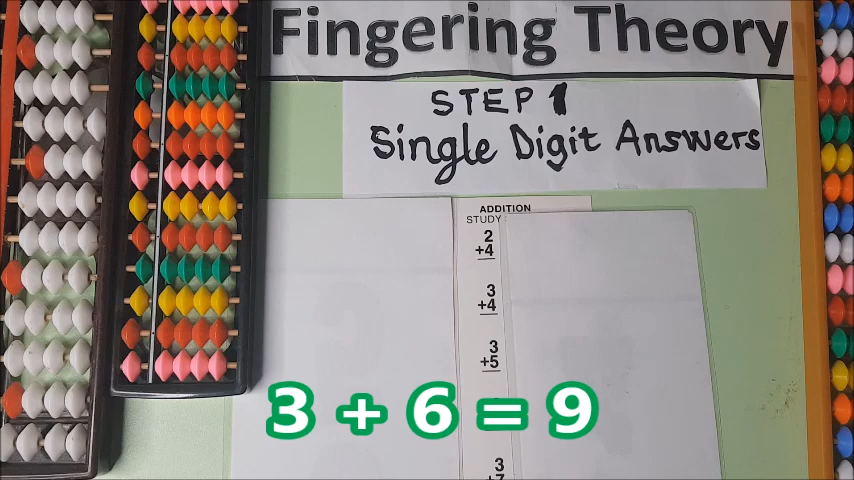 Fingering Theory
STEP 1
Single Digit Answers
ADDITION
STUDY:
2
+4
3
+4
3
+5
3 + 6 = 9
3
+7